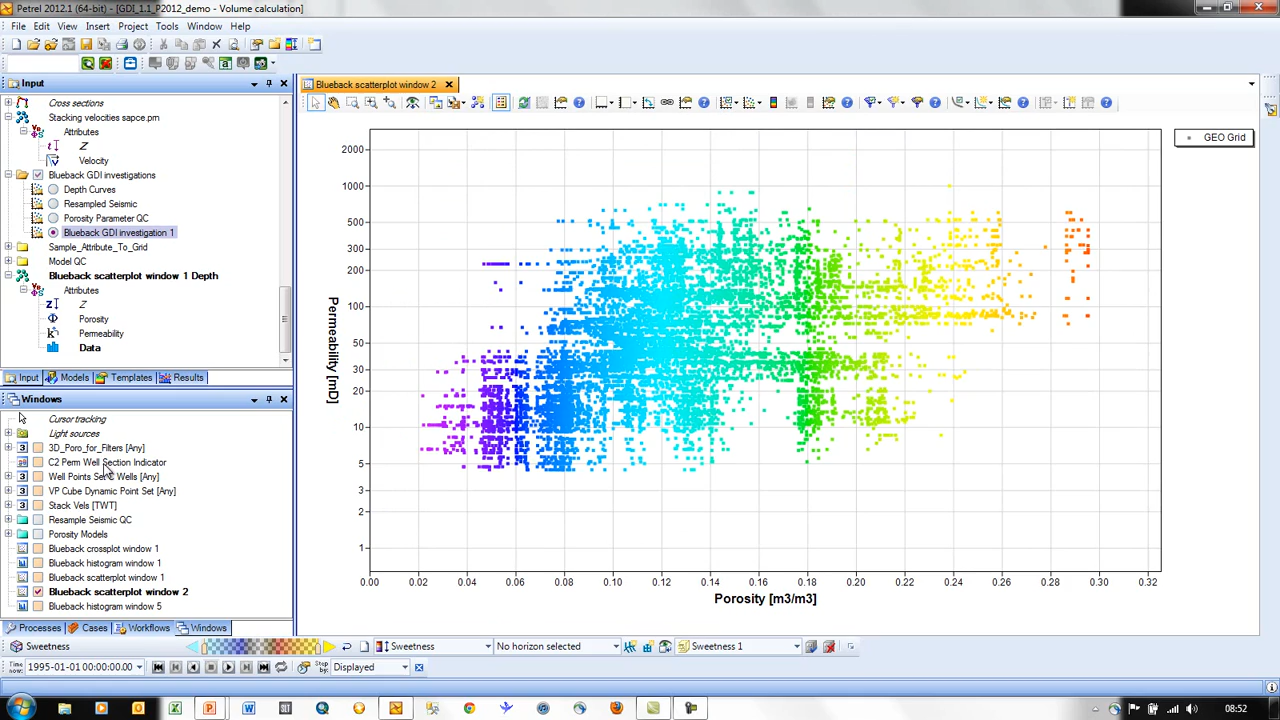 Petrel 2012.1 (64-bit) - [GDI_1.1_P2012_demo - Volume calculation]
File Edit View Insert Project Tools Window Help
Input
Blueback scatterplot window 2
Cross sections
Stacking velocities sapce.pm
Attributes
Z
Velocity
Blueback GDI investigations
Depth Curves
Resampled Seismic
Porosity Parameter QC
Blueback GDI investigation 1
Sample_Attribute_To_Grid
Model QC
Blueback scatterplot window 1 Depth
Attributes
Z
Porosity
Permeability
Data
Input Models Templates Results
Windows
Cursor tracking
Light sources
3D_Poro_for_Filters [Any]
C2 Perm Well Section Indicator
Well Points Set C Wells [Any]
VP Cube Dynamic Point Set [Any]
Stack Vels [TWT]
Resample Seismic QC
Porosity Models
Blueback crossplot window 1
Blueback histogram window 1
Blueback scatterplot window 1
Blueback scatterplot window 2
Blueback histogram window 5
Processes Cases Workflows Windows
GEO Grid
2000
1000
500
300
200
100
50
30
20
10
5
3
2
1
Permeability [mD]
0.00 0.02 0.04 0.06 0.08 0.10 0.12 0.14 0.16 0.18 0.20 0.22 0.24 0.26 0.28 0.30 0.32
Porosity [m3/m3]
Sweetness Sweetness No horizon selected Sweetness 1
Time now: 1995-01-01 00:00:00.00 Step by: Displayed
08:52